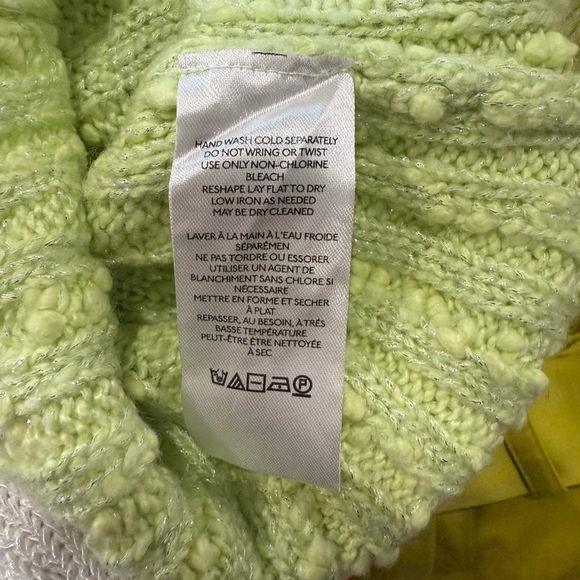 HAND WASH COLD SEPARATELY
DO NOT WRING OR TWIST
USE ONLY NON-CHLORINE
BLEACH
RESHAPE LAY FLAT TO DRY
LOW IRON AS NEEDED
MAY BE DRY CLEANED
LAVER À LA MAIN À L'EAU FROIDE
SÉPARÉMEN
NE PAS TORDRE OU ESSORER
UTILISER UN AGENT DE
BLANCHIMENT SANS CHLORE SI
NÉCESSAIRE
METTRE EN FORME ET SECHER
À PLAT
REPASSER, AU BESOIN, À TRÉS
BASSE TEMPÉRATURE
PEUT-ÊTRE ÊTRE NETTOYÉE
À SEC
P